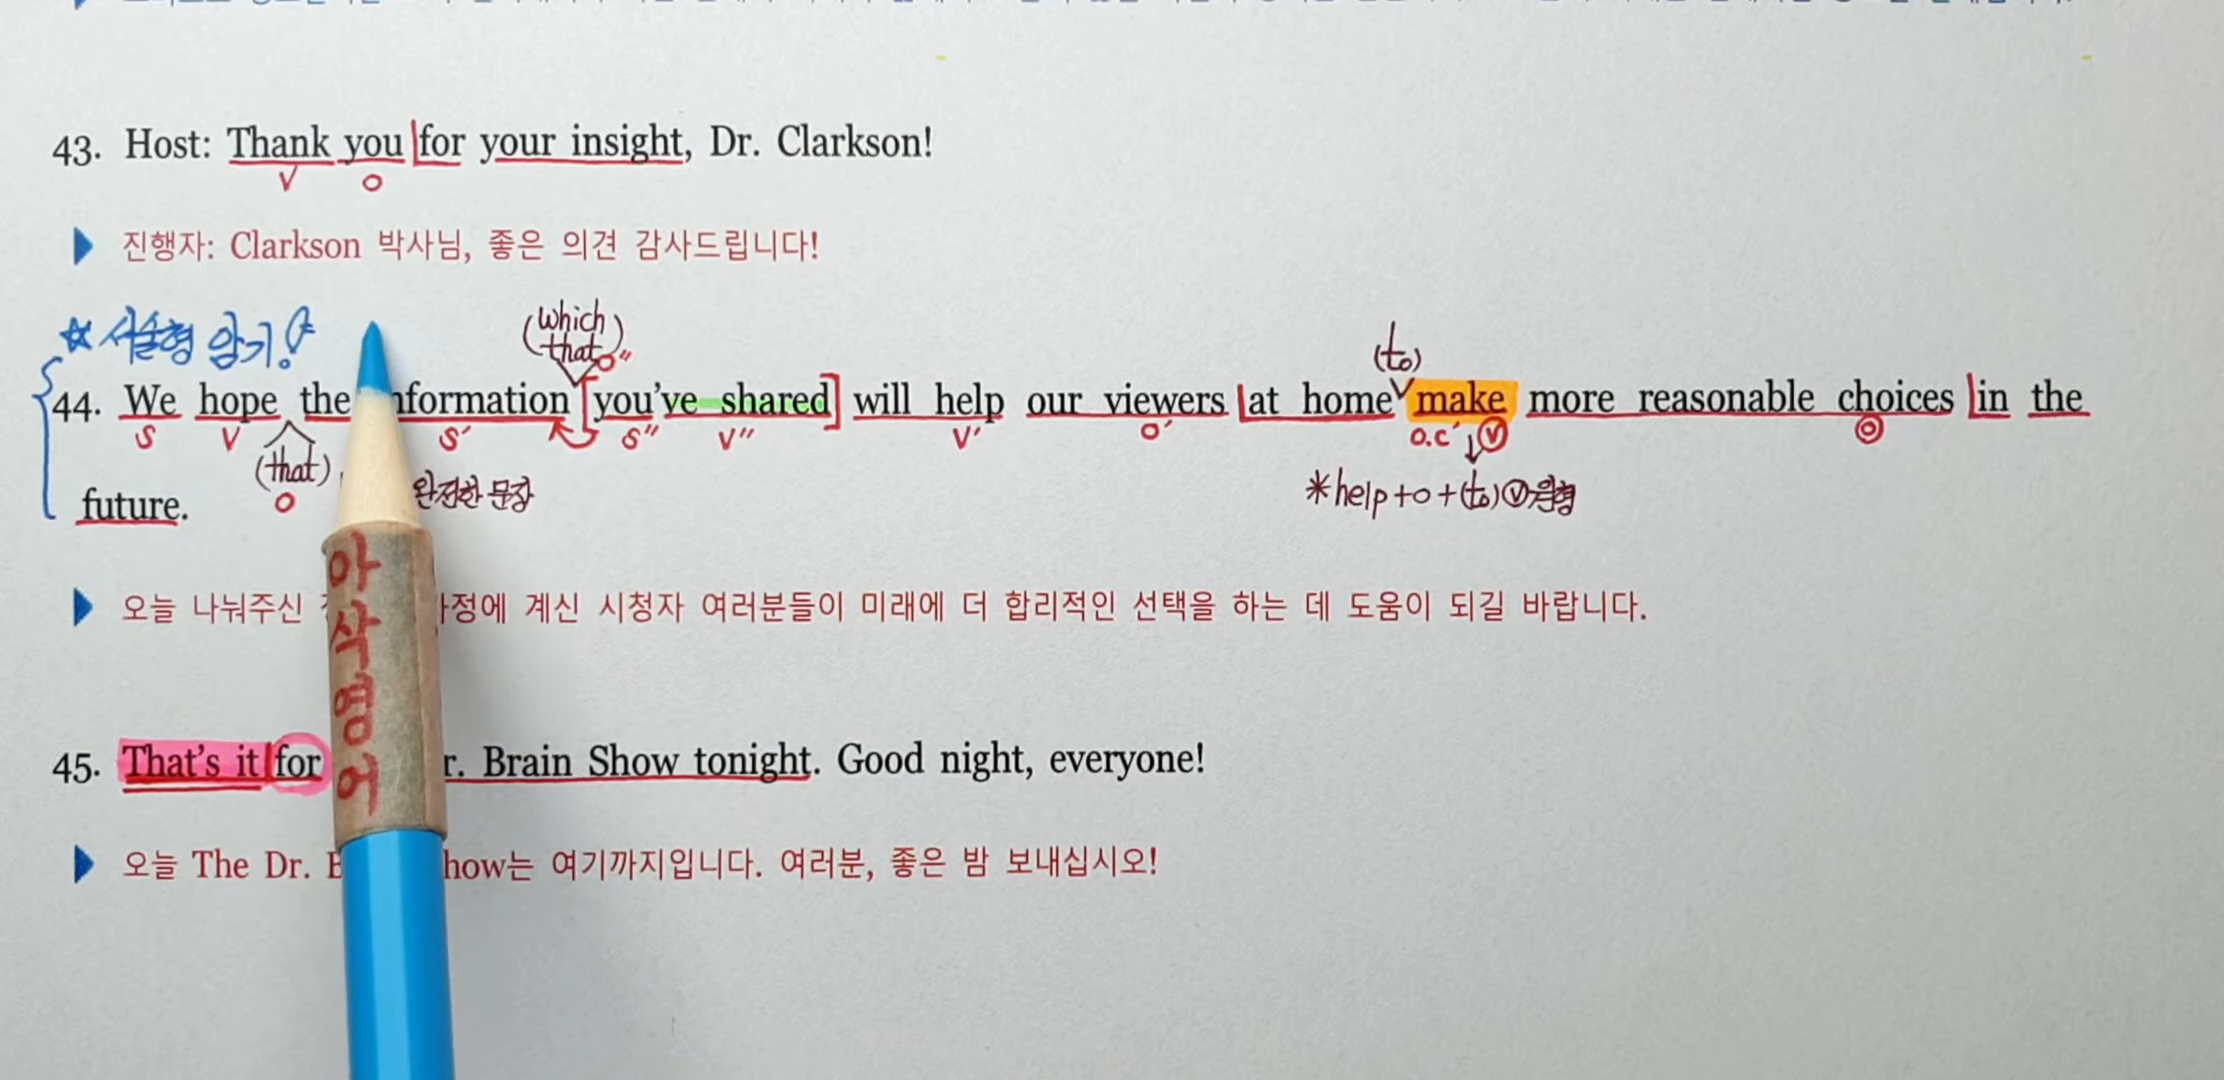 43. Host: Thank you for your insight, Dr. Clarkson!
V O
진행자: Clarkson 박사님, 좋은 의견 감사드립니다!
☆ 서술형 암기!
(which
that) O″
(to)
44. We hope the nformation [you've shared] will help our viewers at home make more reasonable choices in the
S V S′ S″ V″ V′ O′ O.C′ V O
(that) 완전한 문장
O
*help+o+(to)V원형
future.
오늘 나눠주신 정에 계신 시청자 여러분들이 미래에 더 합리적인 선택을 하는 데 도움이 되길 바랍니다.
45. That's it for r. Brain Show tonight. Good night, everyone!
오늘 The Dr. how는 여기까지입니다. 여러분, 좋은 밤 보내십시오!
아삭영어